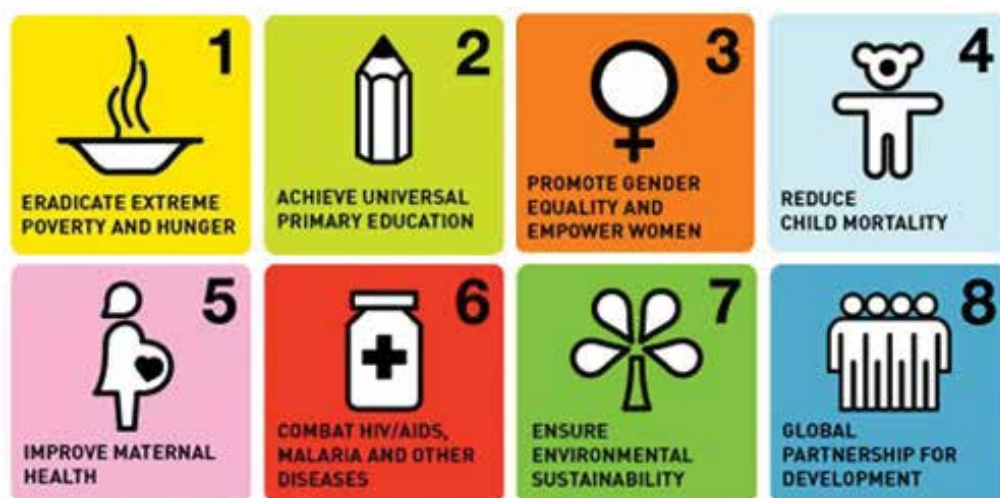 1
ERADICATE EXTREME
POVERTY AND HUNGER
2
ACHIEVE UNIVERSAL
PRIMARY EDUCATION
3
PROMOTE GENDER
EQUALITY AND
EMPOWER WOMEN
4
REDUCE
CHILD MORTALITY
5
IMPROVE MATERNAL
HEALTH
6
COMBAT HIV/AIDS,
MALARIA AND OTHER
DISEASES
7
ENSURE
ENVIRONMENTAL
SUSTAINABILITY
8
GLOBAL
PARTNERSHIP FOR
DEVELOPMENT